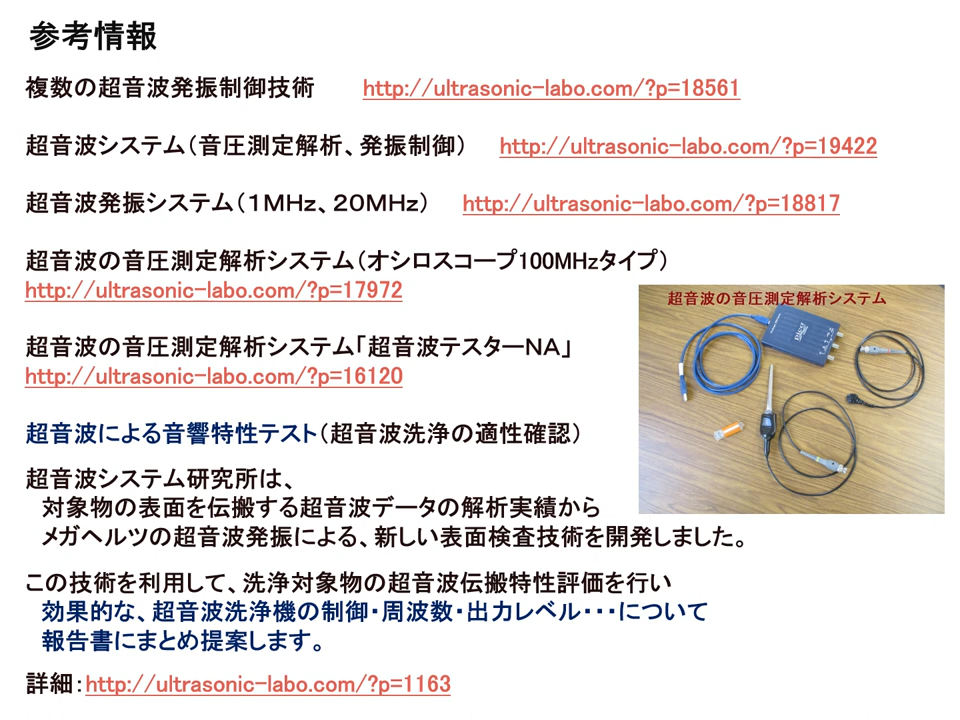 参考情報
複数の超音波発振制御技術　http://ultrasonic-labo.com/?p=18561
超音波システム（音圧測定解析、発振制御）　http://ultrasonic-labo.com/?p=19422
超音波発振システム（１MHz、２０MHz）　http://ultrasonic-labo.com/?p=18817
超音波の音圧測定解析システム（オシロスコープ100MHzタイプ）
http://ultrasonic-labo.com/?p=17972
超音波の音圧測定解析システム
超音波の音圧測定解析システム「超音波テスターNA」
http://ultrasonic-labo.com/?p=16120
超音波による音響特性テスト（超音波洗浄の適性確認）
超音波システム研究所は、
対象物の表面を伝搬する超音波データの解析実績から
メガヘルツの超音波発振による、新しい表面検査技術を開発しました。
この技術を利用して、洗浄対象物の超音波伝搬特性評価を行い
効果的な、超音波洗浄機の制御・周波数・出力レベル・・・について
報告書にまとめ提案します。
詳細：http://ultrasonic-labo.com/?p=1163